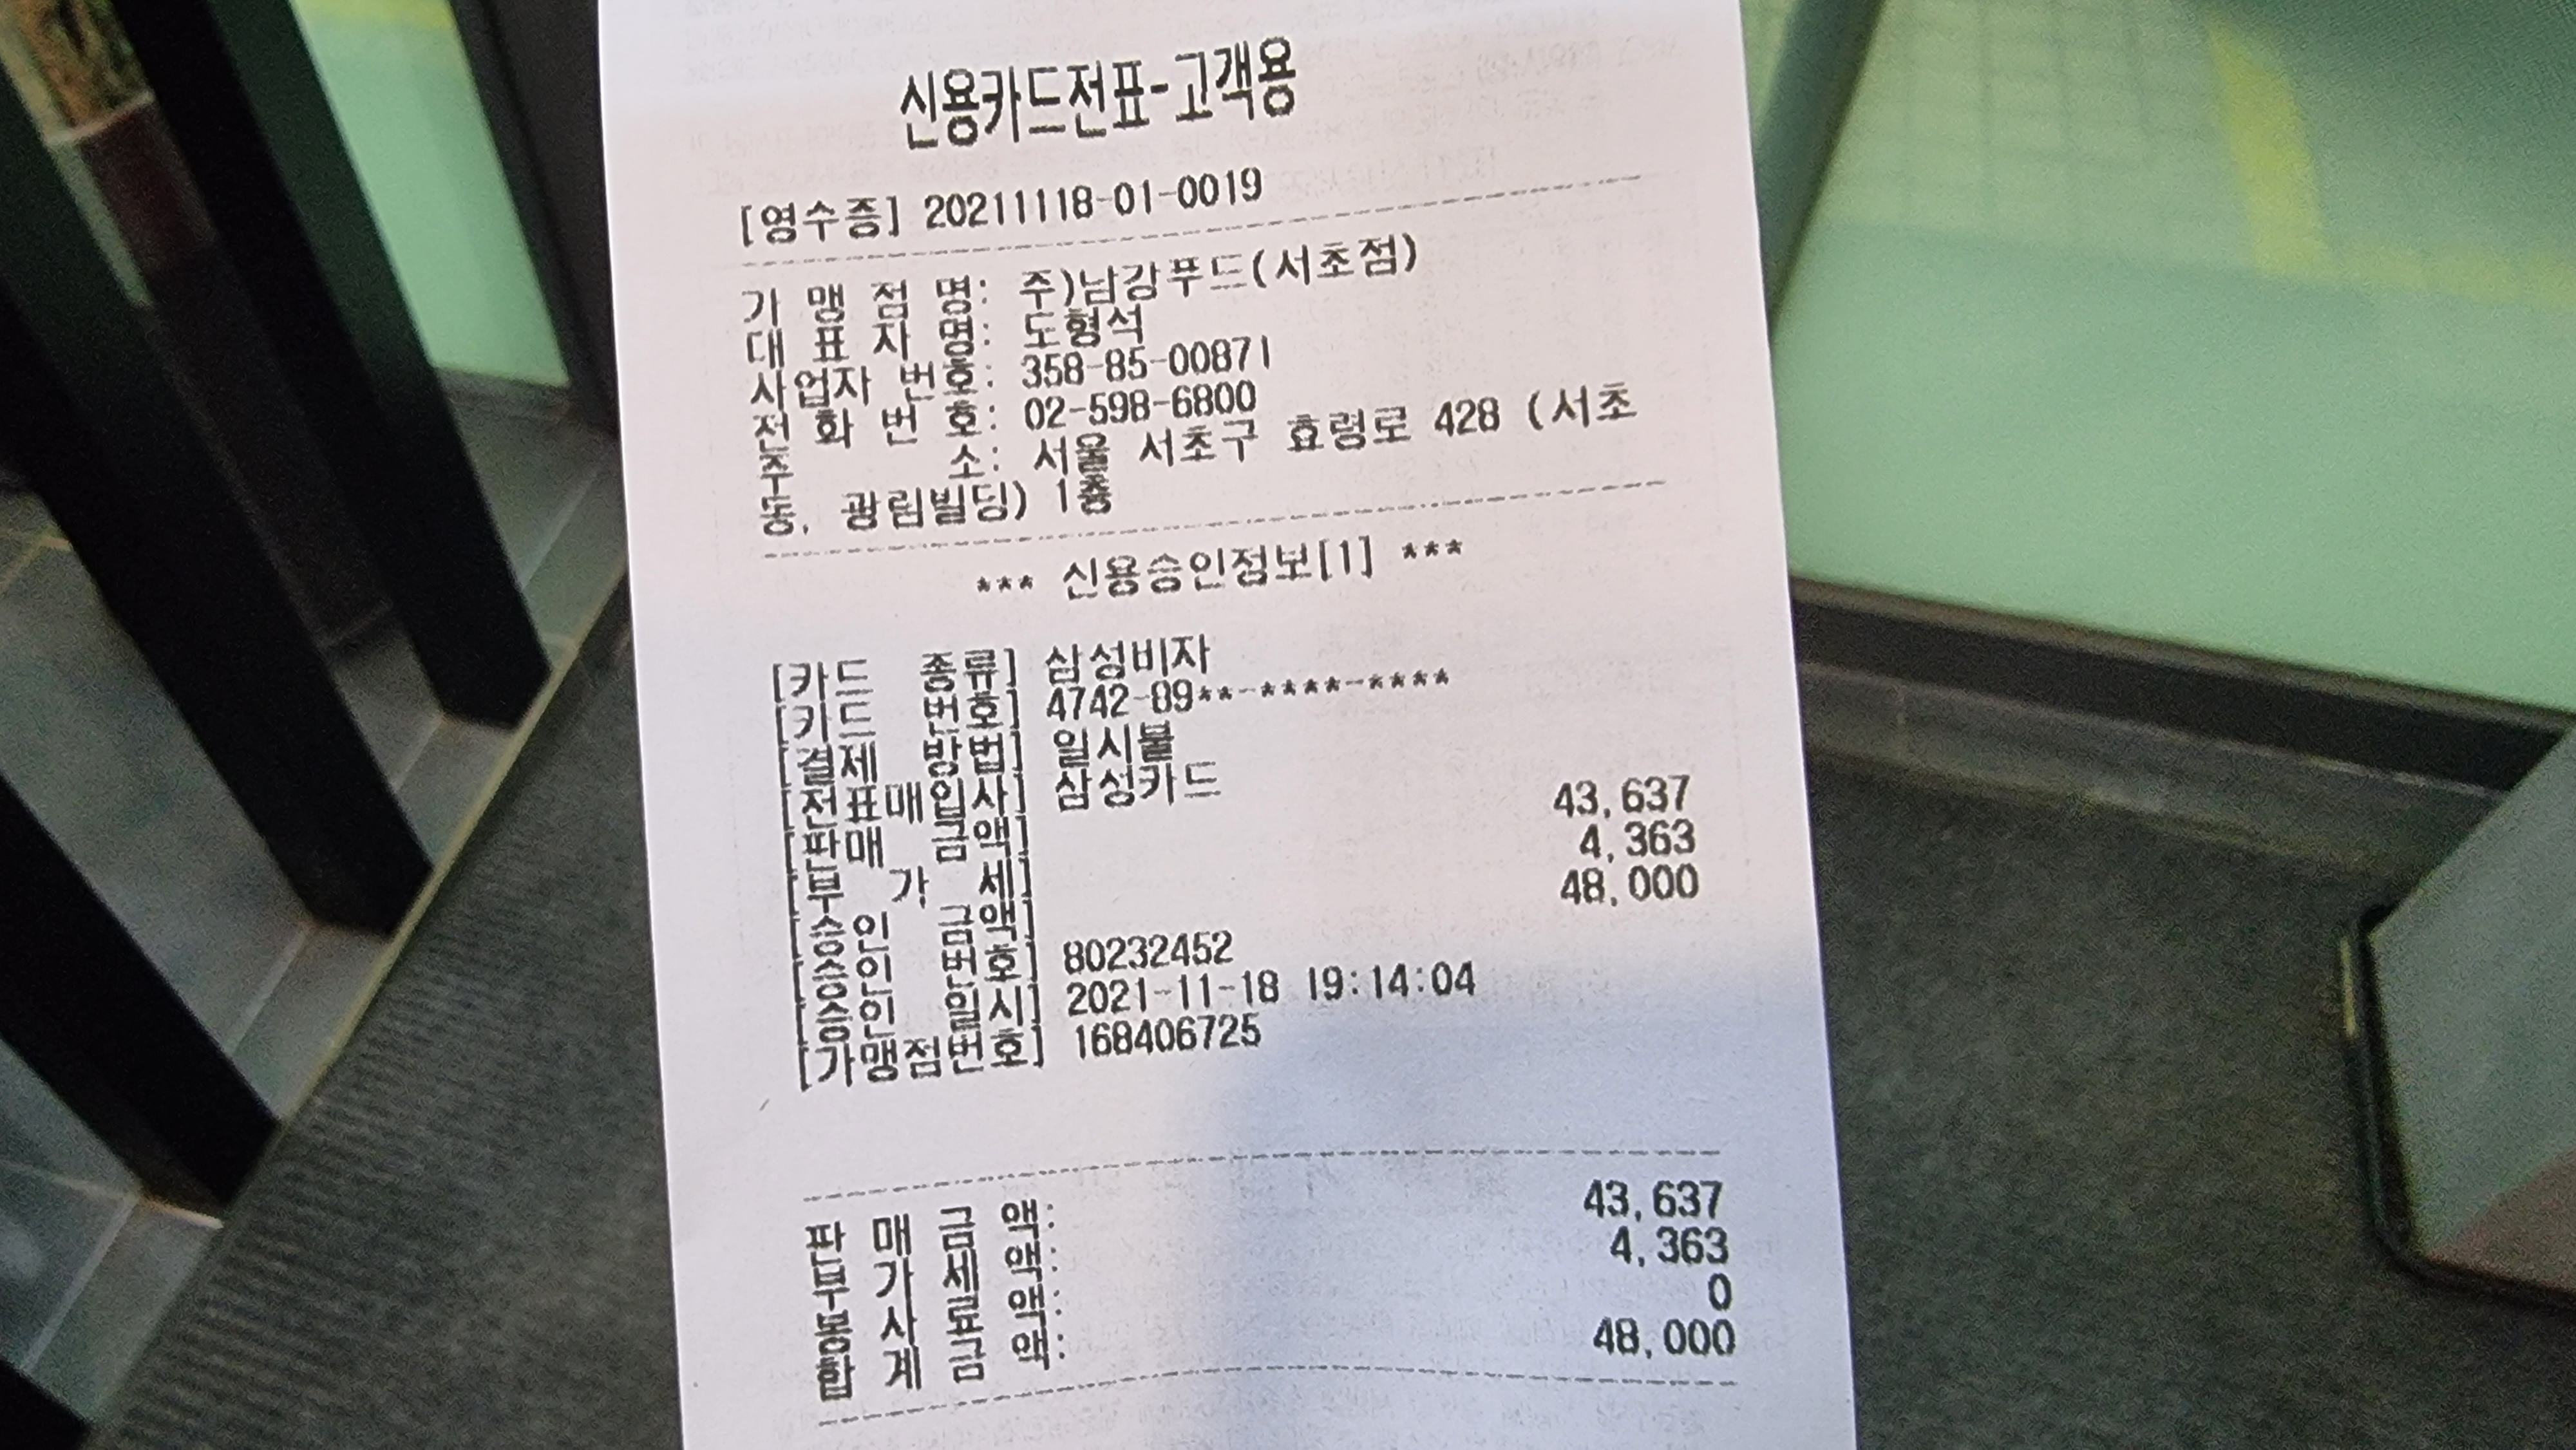 신용카드전표-고객용
[영수증] 20211118-01-0019
가 맹 점 명: 주)남강푸드(서초점)
대 표 자 명: 도형석
사업자 번호: 358-85-00871
전 화 번 호: 02-598-6800
주 소: 서울 서초구 효령로 428 (서초
동, 광림빌딩) 1층
*** 신용승인정보[1] ***
[카드 종류] 삼성비자
[카드 번호] 4742-89**-****-****
[결제 방법] 일시불
[전표매입사] 삼성카드
[판매 금액] 43,637
[부 가 세] 4,363
[승인 금액] 48,000
[승인 번호] 80232452
[승인 일시] 2021-11-18 19:14:04
[가맹점번호] 168406725
판 매 금 액: 43,637
부 가 세 액: 4,363
봉 사 료 액: 0
합 계 금 액: 48,000